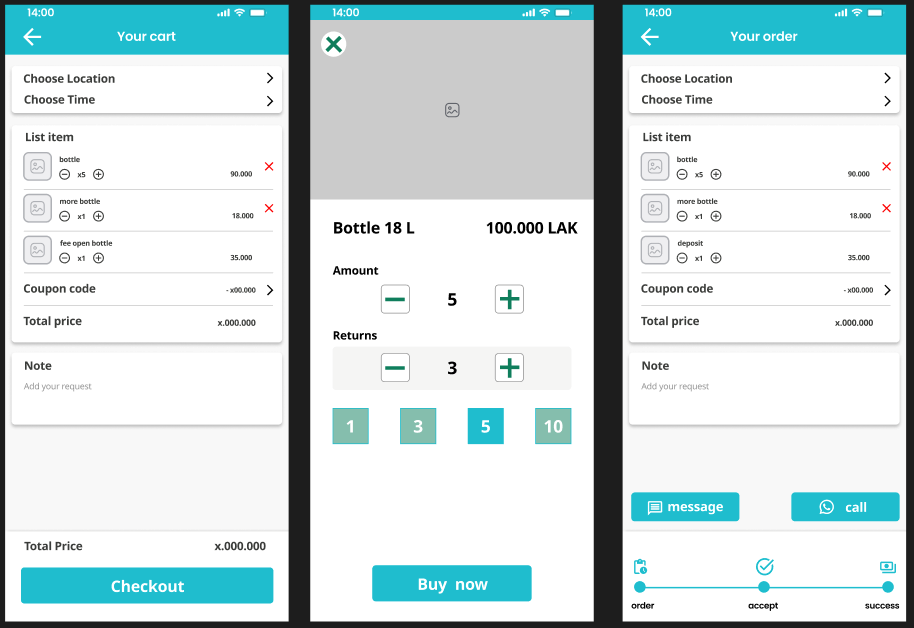 14:00
Your cart
Choose Location
Choose Time
List item
bottle
x5
90.000
more bottle
x1
18.000
fee open bottle
x1
35.000
Coupon code
- x00.000
Total price
x.000.000
Note
Add your request
Total Price
x.000.000
Checkout
14:00
Bottle 18 L
100.000 LAK
Amount
5
Returns
3
1 3 5 10
Buy now
14:00
Your order
Choose Location
Choose Time
List item
bottle
x5
90.000
more bottle
x1
18.000
deposit
x1
35.000
Coupon code
- x00.000
Total price
x.000.000
Note
Add your request
message
call
order accept success